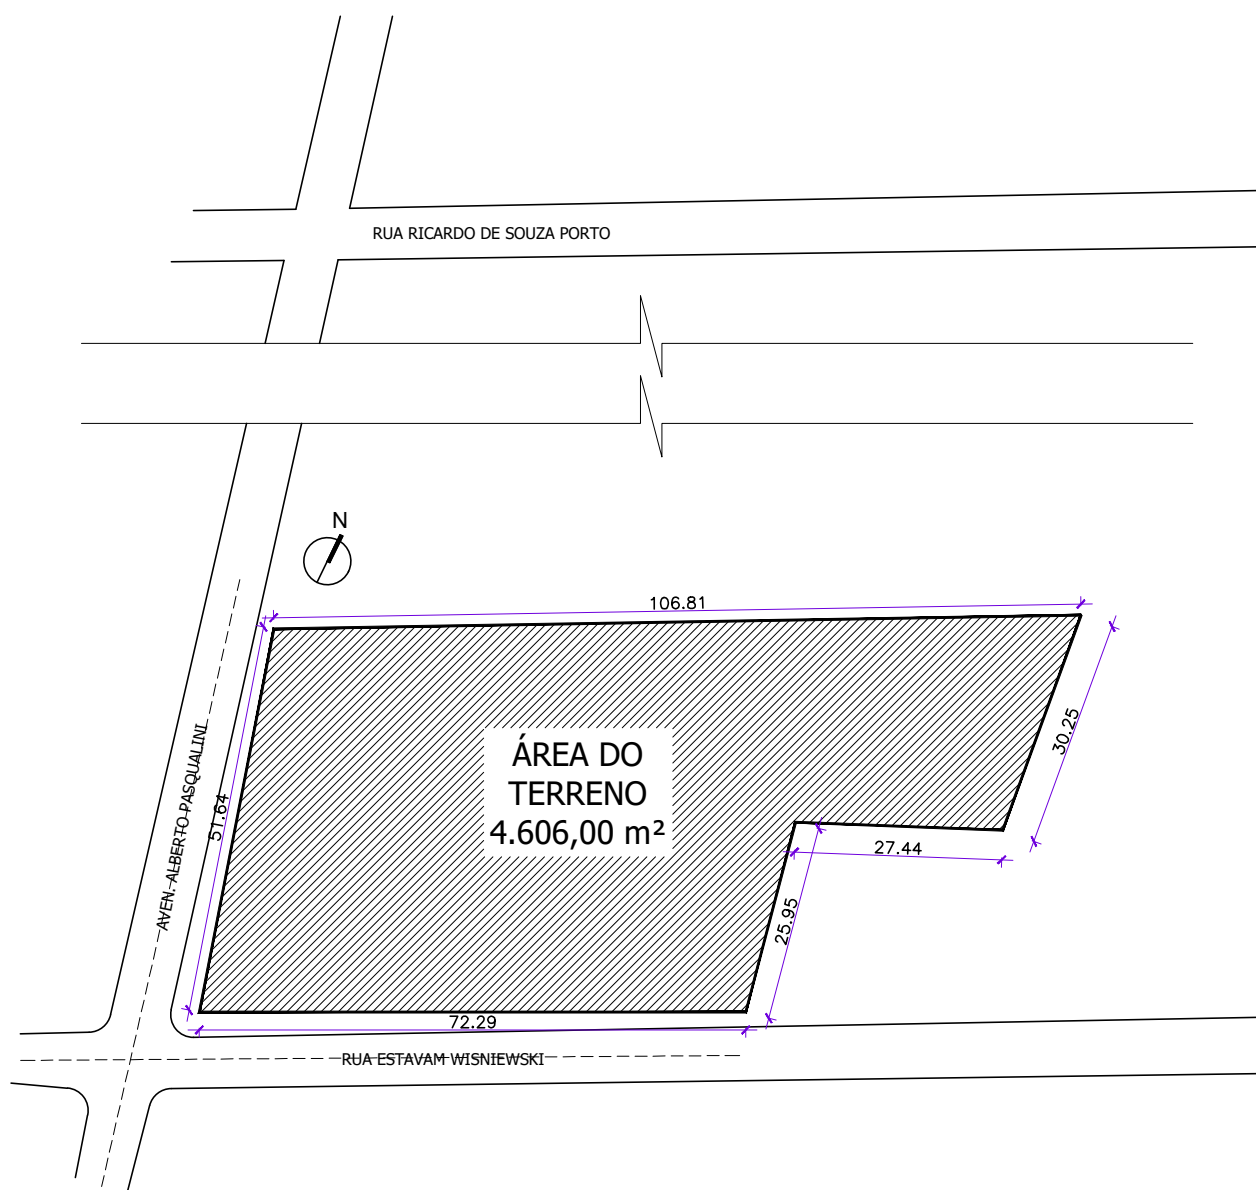 RUA RICARDO DE SOUZA PORTO
N
106.81
ÁREA DO
TERRENO
4.606,00 m²
30.25
AVEN. ALBERTO PASQUALINI
51.64
27.44
25.95
72.29
RUA ESTAVAM WISNIEWSKI